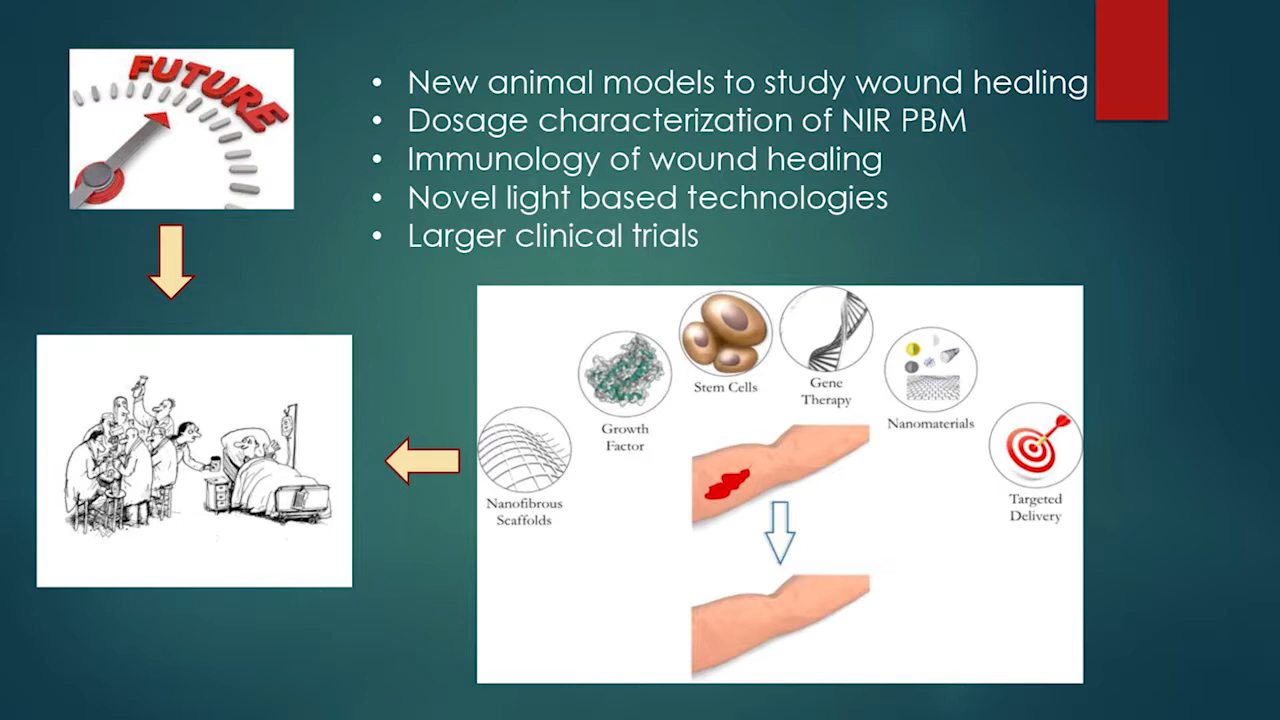 FUTURE
• New animal models to study wound healing
• Dosage characterization of NIR PBM
• Immunology of wound healing
• Novel light based technologies
• Larger clinical trials
Stem Cells
Gene
Therapy
Growth
Factor
Nanomaterials
Nanofibrous
Scaffolds
Targeted
Delivery